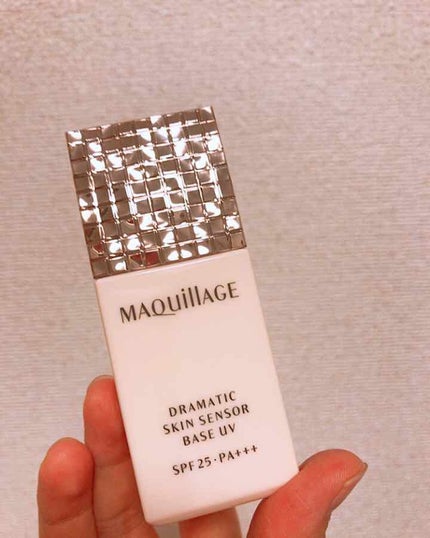 MAQuillAGE
DRAMATIC
SKIN SENSOR
BASE UV
SPF25・PA+++